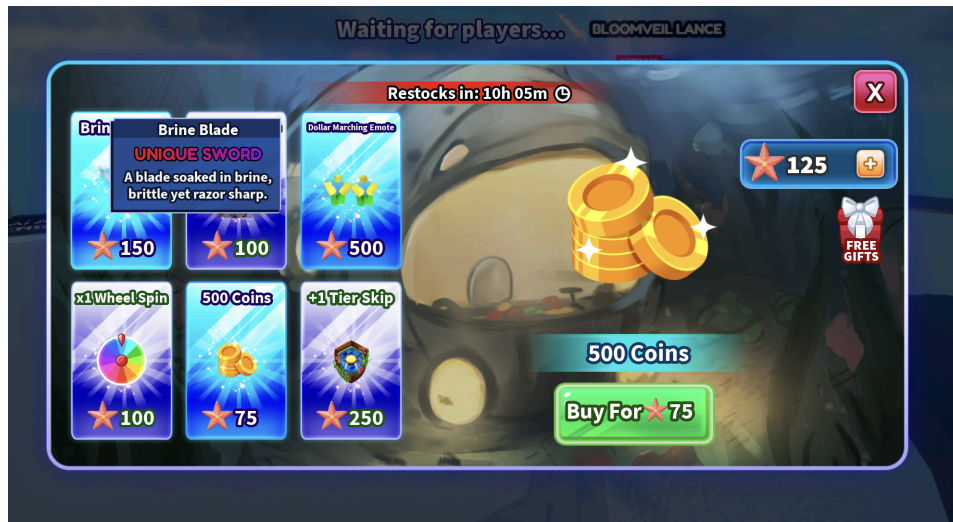 Waiting for players...
BLOOMVEIL LANCE
Restocks in: 10h 05m
X
Brine Blade
UNIQUE SWORD
A blade soaked in brine,
brittle yet razor sharp.
150
100
Dollar Marching Emote
500
125
+
FREE
GIFTS
x1 Wheel Spin
100
500 Coins
75
+1 Tier Skip
250
500 Coins
Buy For 75